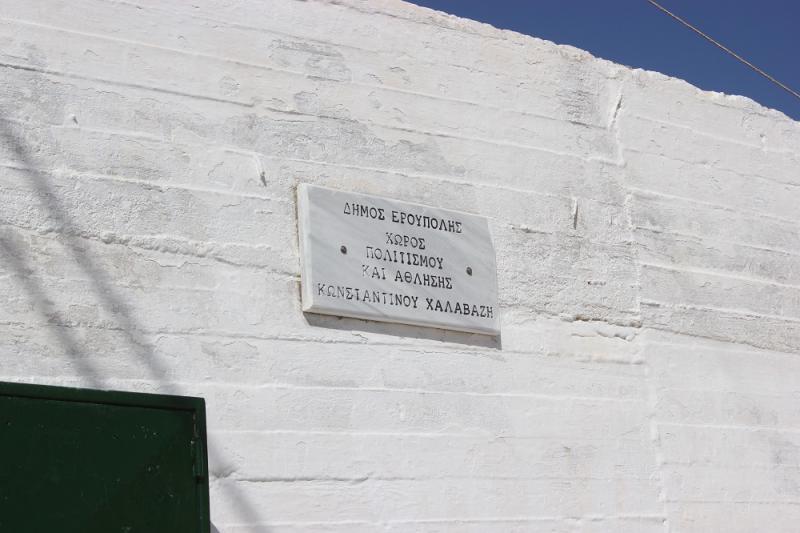 ΔΗΜΟΣ ΕΡΟΥΠΟΛΗΣ
ΧΩΡΟΣ
ΠΟΛΙΤΙΣΜΟΥ
ΚΑΙ ΑΘΛΗΣΗΣ
ΚΩΝΣΤΑΝΤΙΝΟΥ ΧΑΛΑΒΑΖΗ